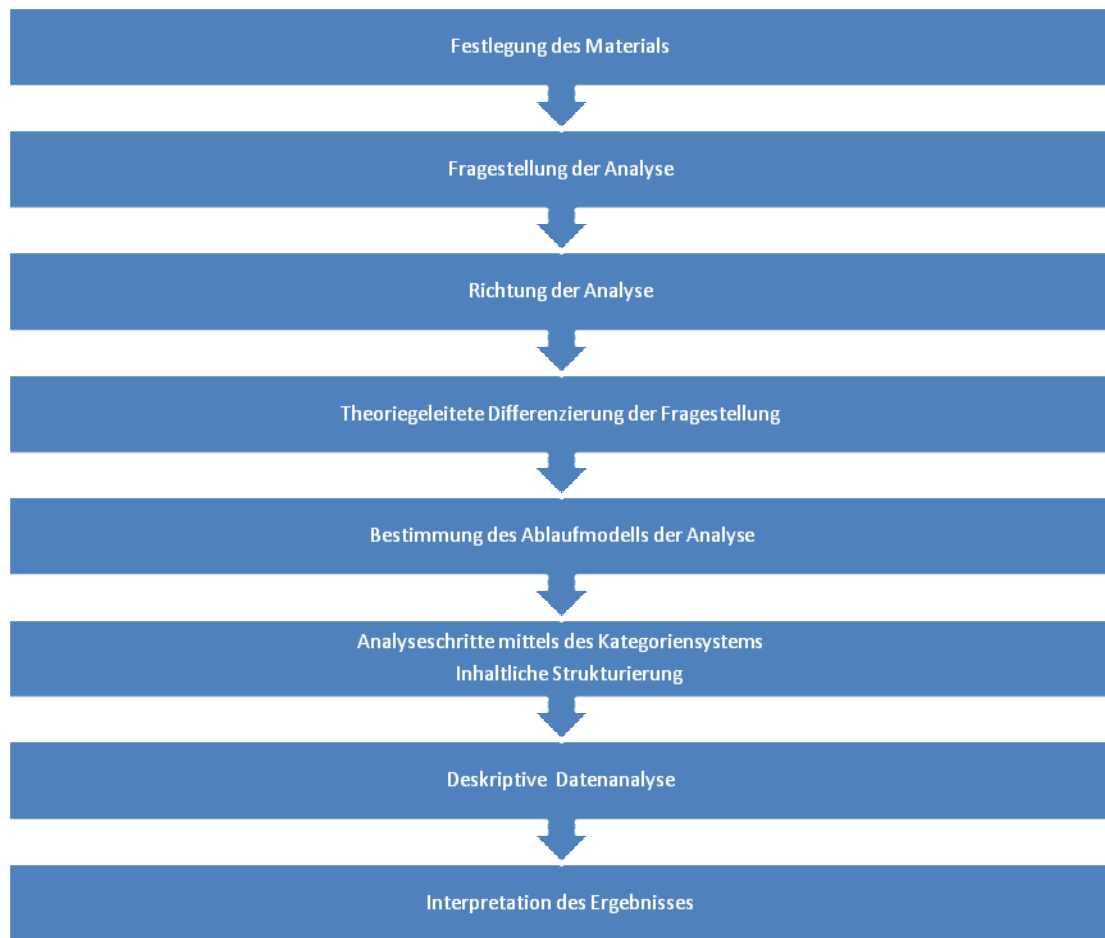 Festlegung des Materials
Fragestellung der Analyse
Richtung der Analyse
Theoriegeleitete Differenzierung der Fragestellung
Bestimmung des Ablaufmodells der Analyse
Analyseschritte mittels des Kategoriensystems
Inhaltliche Strukturierung
Deskriptive Datenanalyse
Interpretation des Ergebnisses